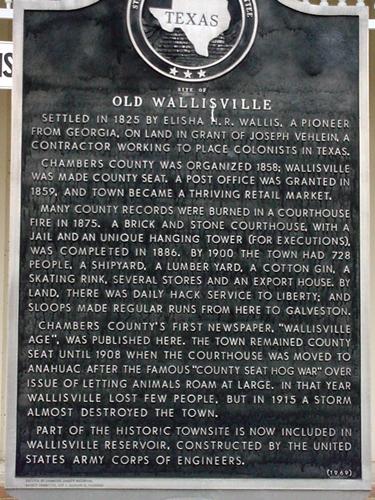 TEXAS
SITE OF
OLD WALLISVILLE
SETTLED IN 1825 BY ELISHA H.R. WALLIS, A PIONEER
FROM GEORGIA, ON LAND IN GRANT OF JOSEPH VEHLEIN, A
CONTRACTOR WORKING TO PLACE COLONISTS IN TEXAS.
CHAMBERS COUNTY WAS ORGANIZED 1858; WALLISVILLE
WAS MADE COUNTY SEAT. A POST OFFICE WAS GRANTED IN
1859, AND TOWN BECAME A THRIVING RETAIL MARKET.
MANY COUNTY RECORDS WERE BURNED IN A COURTHOUSE
FIRE IN 1875. A BRICK AND STONE COURTHOUSE, WITH A
JAIL AND AN UNIQUE HANGING TOWER (FOR EXECUTIONS),
WAS COMPLETED IN 1886. BY 1900 THE TOWN HAD 728
PEOPLE, A SHIPYARD, A LUMBER YARD, A COTTON GIN, A
SKATING RINK, SEVERAL STORES AND AN EXPORT HOUSE. BY
LAND, THERE WAS DAILY HACK SERVICE TO LIBERTY; AND
SLOOPS MADE REGULAR RUNS FROM HERE TO GALVESTON.
CHAMBERS COUNTY'S FIRST NEWSPAPER, "WALLISVILLE
AGE", WAS PUBLISHED HERE. THE TOWN REMAINED COUNTY
SEAT UNTIL 1908 WHEN THE COURTHOUSE WAS MOVED TO
ANAHUAC AFTER THE FAMOUS "COUNTY SEAT HOG WAR" OVER
ISSUE OF LETTING ANIMALS ROAM AT LARGE. IN THAT YEAR
WALLISVILLE LOST FEW PEOPLE, BUT IN 1915 A STORM
ALMOST DESTROYED THE TOWN.
PART OF THE HISTORIC TOWNSITE IS NOW INCLUDED IN
WALLISVILLE RESERVOIR, CONSTRUCTED BY THE UNITED
STATES ARMY CORPS OF ENGINEERS.
(1969)